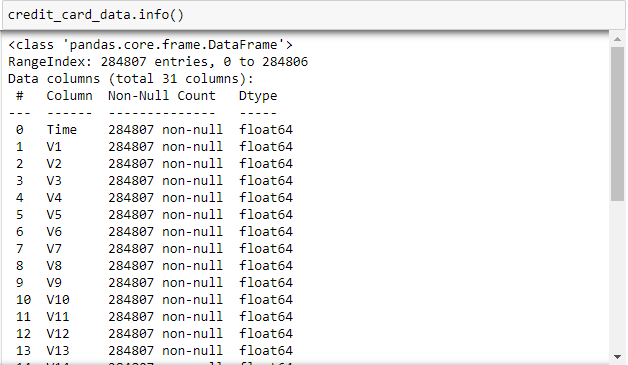 credit_card_data.info()
<class 'pandas.core.frame.DataFrame'>
RangeIndex: 284807 entries, 0 to 284806
Data columns (total 31 columns):
 #   Column  Non-Null Count   Dtype
---  ------  --------------   -----
 0   Time    284807 non-null  float64
 1   V1      284807 non-null  float64
 2   V2      284807 non-null  float64
 3   V3      284807 non-null  float64
 4   V4      284807 non-null  float64
 5   V5      284807 non-null  float64
 6   V6      284807 non-null  float64
 7   V7      284807 non-null  float64
 8   V8      284807 non-null  float64
 9   V9      284807 non-null  float64
 10  V10     284807 non-null  float64
 11  V11     284807 non-null  float64
 12  V12     284807 non-null  float64
 13  V13     284807 non-null  float64